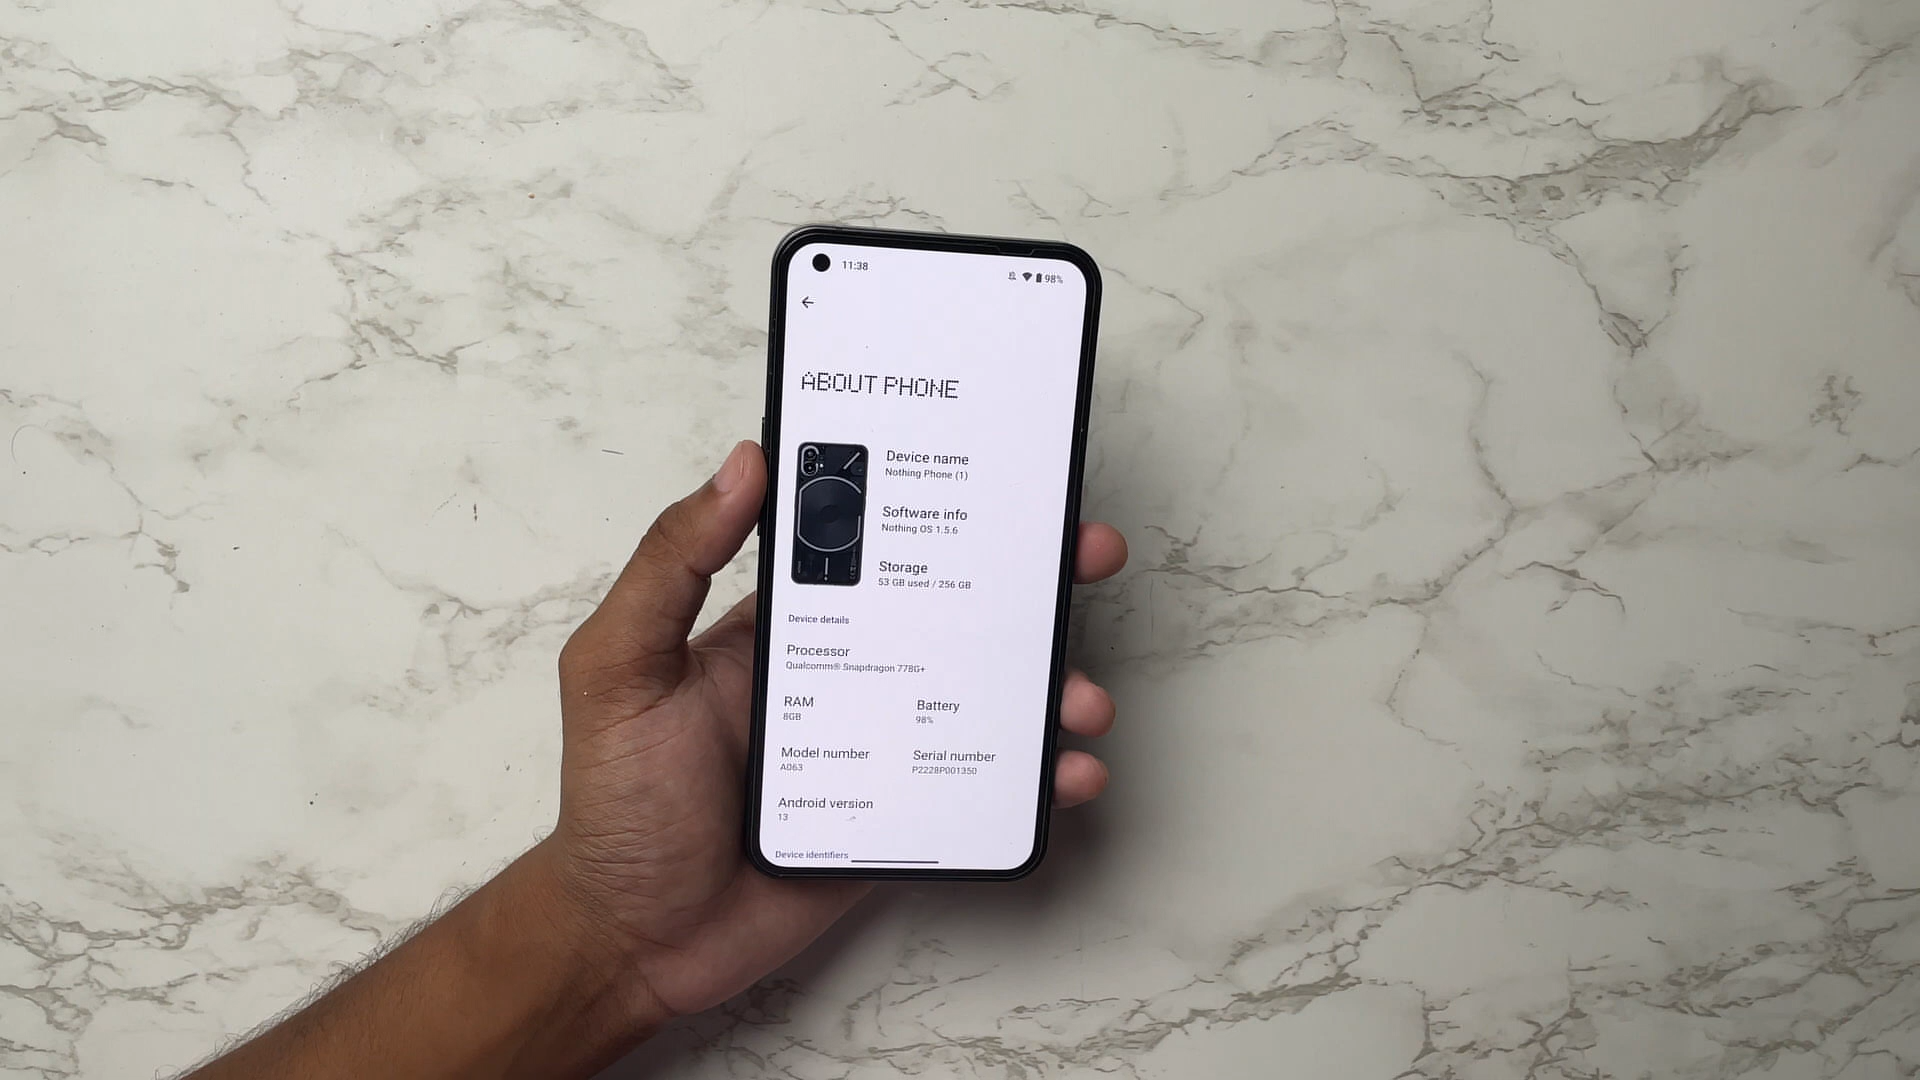 11:38
98%
ABOUT PHONE
Device name
Nothing Phone (1)
Software info
Nothing OS 1.5.6
Storage
53 GB used / 256 GB
Device details
Processor
Qualcomm® Snapdragon 778G+
RAM
8GB
Battery
98%
Model number
A063
Serial number
P2228P001350
Android version
13
Device identifiers